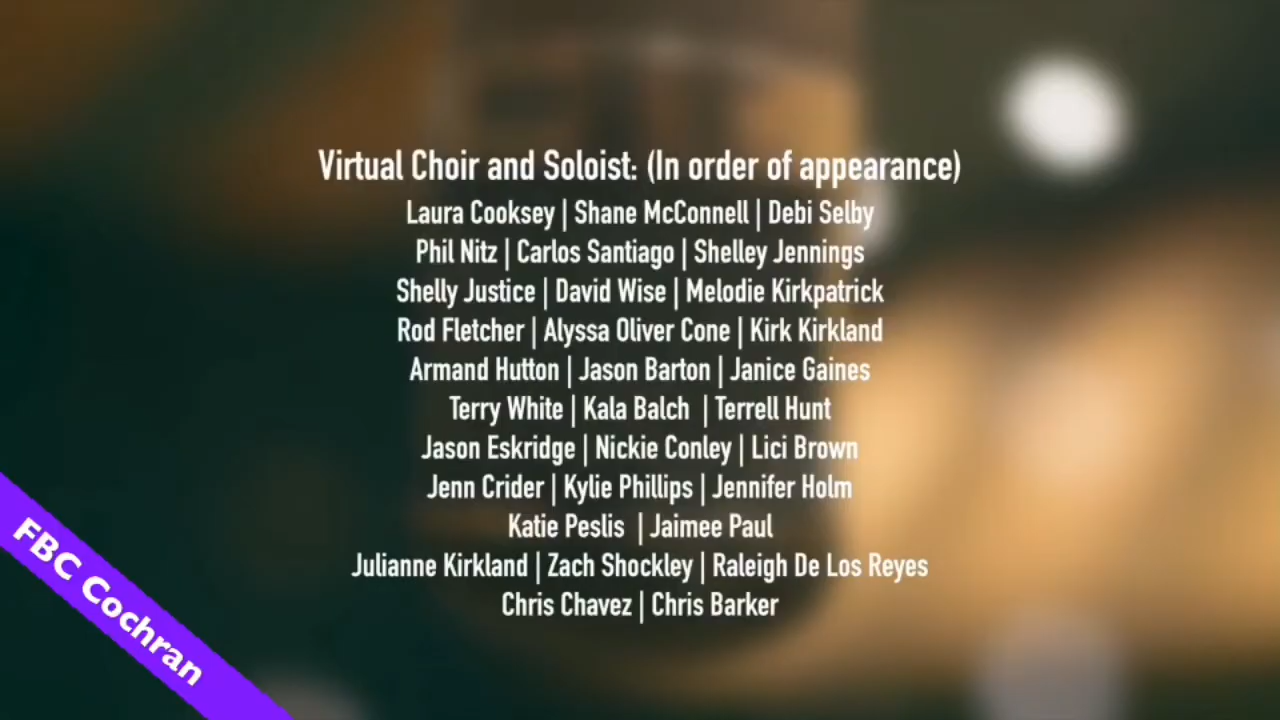 Virtual Choir and Soloist: (In order of appearance)
Laura Cooksey | Shane McConnell | Debi Selby
Phil Nitz | Carlos Santiago | Shelley Jennings
Shelly Justice | David Wise | Melodie Kirkpatrick
Rod Fletcher | Alyssa Oliver Cone | Kirk Kirkland
Armand Hutton | Jason Barton | Janice Gaines
Terry White | Kala Balch | Terrell Hunt
Jason Eskridge | Nickie Conley | Lici Brown
Jenn Crider | Kylie Phillips | Jennifer Holm
Katie Peslis | Jaimee Paul
Julianne Kirkland | Zach Shockley | Raleigh De Los Reyes
Chris Chavez | Chris Barker
FBC Cochran